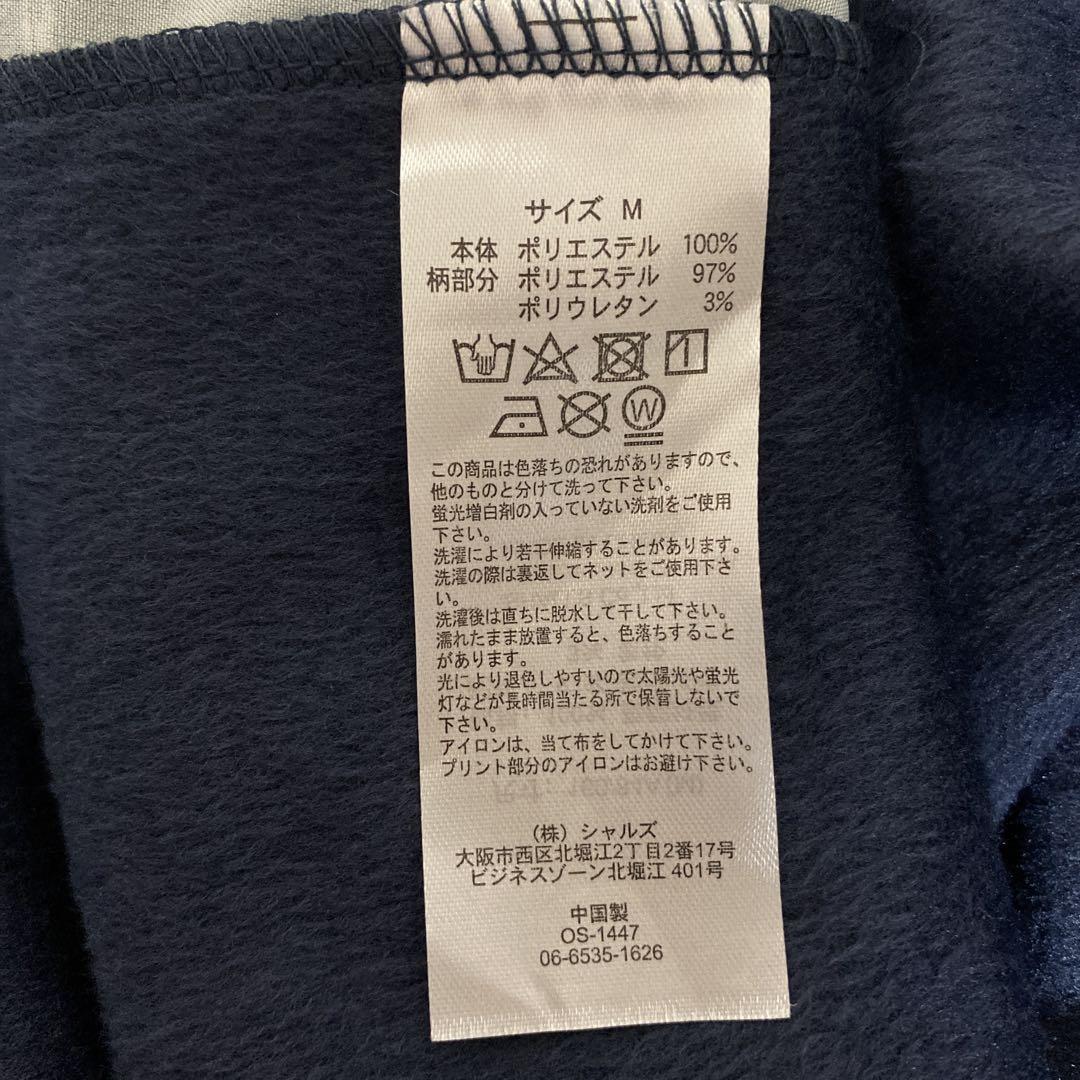 サイズ M
本体 ポリエステル 100%
柄部分 ポリエステル 97%
ポリウレタン 3%
W
この商品は色落ちの恐れがありますので、
他のものと分けて洗って下さい。
蛍光増白剤の入っていない洗剤をご使用
下さい。
洗濯により若干伸縮することがあります。
洗濯の際は裏返してネットをご使用下さ
い。
洗濯後は直ちに脱水して干して下さい。
濡れたまま放置すると、色落ちすること
があります。
光により退色しやすいので太陽光や蛍光
灯などが長時間当たる所で保管しないで
下さい。
アイロンは、当て布をしてかけて下さい。
プリント部分のアイロンはお避け下さい。
(株) シャルズ
大阪市西区北堀江2丁目2番17号
ビジネスゾーン北堀江 401号
中国製
OS-1447
06-6535-1626